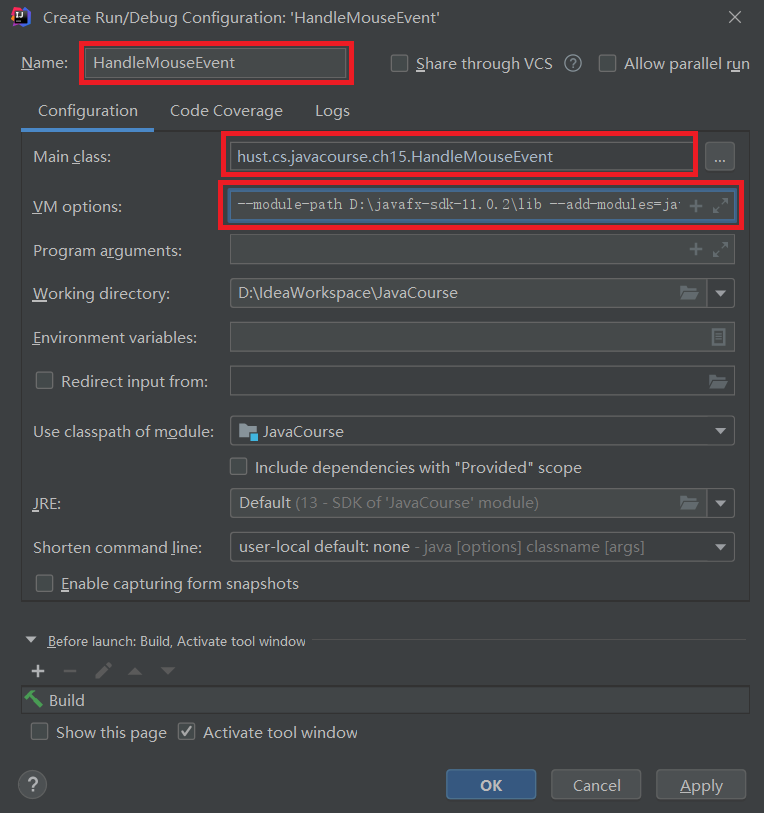 Create Run/Debug Configuration: 'HandleMouseEvent'
Name: HandleMouseEvent Share through VCS ? Allow parallel run
Configuration Code Coverage Logs
Main class: hust.cs.javacourse.ch15.HandleMouseEvent ...
VM options: --module-path D:\javafx-sdk-11.0.2\lib --add-modules=jav
Program arguments:
Working directory: D:\IdeaWorkspace\JavaCourse
Environment variables:
Redirect input from:
Use classpath of module: JavaCourse
Include dependencies with "Provided" scope
JRE: Default (13 - SDK of 'JavaCourse' module)
Shorten command line: user-local default: none - java [options] classname [args]
Enable capturing form snapshots
Before launch: Build, Activate tool window
Build
Show this page Activate tool window
? OK Cancel Apply